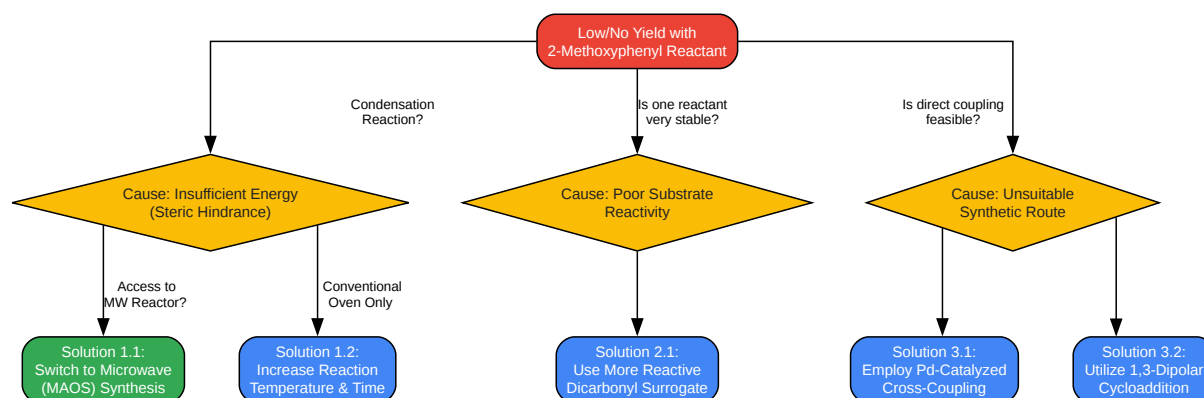 Low/No Yield with
2-Methoxyphenyl Reactant
Condensation
Reaction?
Is one reactant
very stable?
Is direct coupling
feasible?
Cause: Insufficient Energy
(Steric Hindrance)
Cause: Poor Substrate
Reactivity
Cause: Unsuitable
Synthetic Route
Access to
MW Reactor?
Conventional
Oven Only
Solution 1.1:
Switch to Microwave
(MAOS) Synthesis
Solution 1.2:
Increase Reaction
Temperature & Time
Solution 2.1:
Use More Reactive
Dicarbonyl Surrogate
Solution 3.1:
Employ Pd-Catalyzed
Cross-Coupling
Solution 3.2:
Utilize 1,3-Dipolar
Cycloaddition